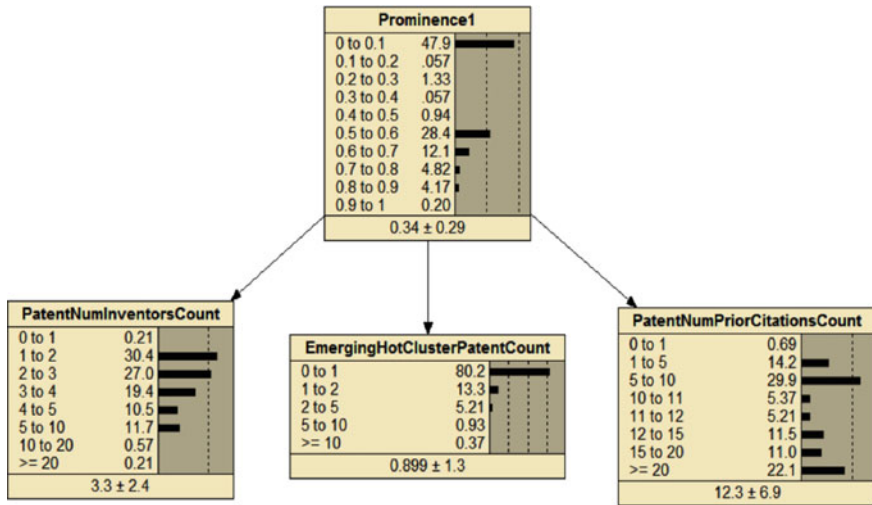 Prominence1
0 to 0.1 47.9
0.1 to 0.2 .057
0.2 to 0.3 1.33
0.3 to 0.4 .057
0.4 to 0.5 0.94
0.5 to 0.6 28.4
0.6 to 0.7 12.1
0.7 to 0.8 4.82
0.8 to 0.9 4.17
0.9 to 1 0.20
0.34 ± 0.29
PatentNumInventorsCount
0 to 1 0.21
1 to 2 30.4
2 to 3 27.0
3 to 4 19.4
4 to 5 10.5
5 to 10 11.7
10 to 20 0.57
>= 20 0.21
3.3 ± 2.4
EmergingHotClusterPatentCount
0 to 1 80.2
1 to 2 13.3
2 to 5 5.21
5 to 10 0.93
>= 10 0.37
0.899 ± 1.3
PatentNumPriorCitationsCount
0 to 1 0.69
1 to 5 14.2
5 to 10 29.9
10 to 11 5.37
11 to 12 5.21
12 to 15 11.5
15 to 20 11.0
>= 20 22.1
12.3 ± 6.9